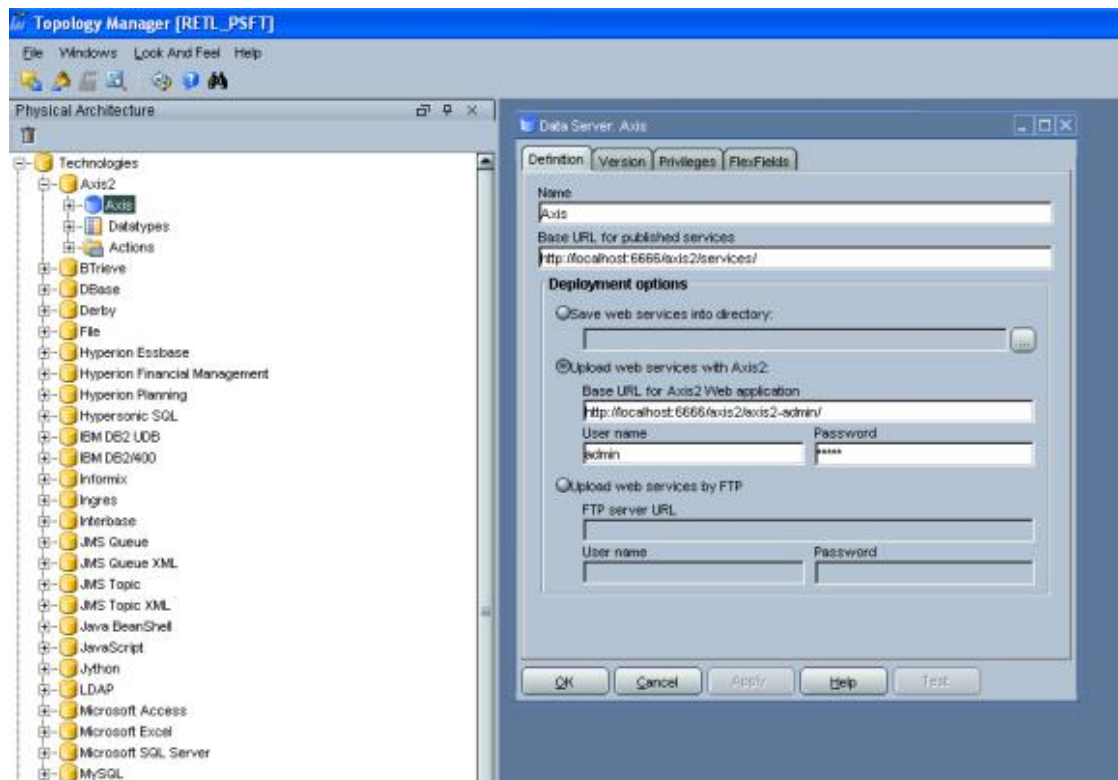 Topology Manager [RETL_PSFT]
File Windows Look And Feel Help
Physical Architecture
Technologies
Axis2
Axis
Datatypes
Actions
BTrieve
DBase
Derby
File
Hyperion Essbase
Hyperion Financial Management
Hyperion Planning
Hypersonic SQL
IBM DB2 UDB
IBM DB2/400
Informix
Ingres
Interbase
JMS Queue
JMS Queue XML
JMS Topic
JMS Topic XML
Java BeanShell
JavaScript
Jython
LDAP
Microsoft Access
Microsoft Excel
Microsoft SQL Server
MySQL
Data Server: Axis
Definition Version Privileges FlexFields
Name
Axis
Base URL for published services
http://localhost:6666/axis2/services/
Deployment options
Save web services into directory:
...
Upload web services with Axis2:
Base URL for Axis2 Web application
http://localhost:6666/axis2/axis2-admin/
User name Password
admin *****
Upload web services by FTP
FTP server URL
User name Password
OK Cancel Apply Help Test